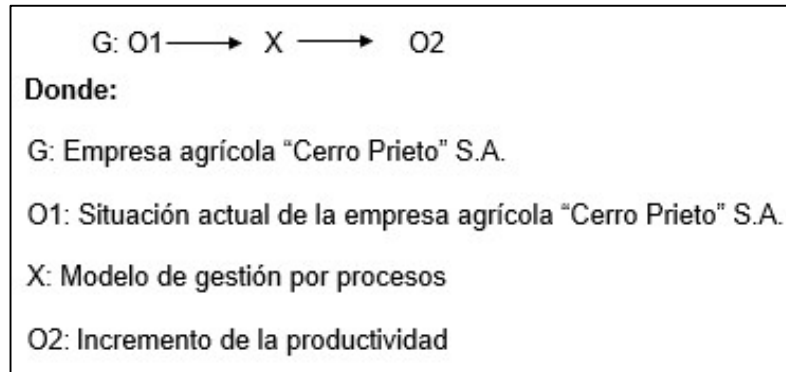 G: O1 → X → O2
Donde:
G: Empresa agrícola “Cerro Prieto” S.A.
O1: Situación actual de la empresa agrícola “Cerro Prieto” S.A.
X: Modelo de gestión por procesos
O2: Incremento de la productividad